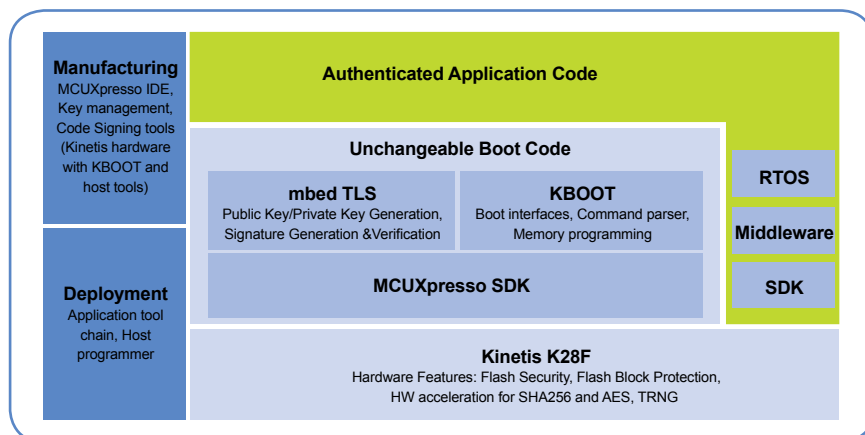 Manufacturing
MCUXpresso IDE,
Key management,
Code Signing tools
(Kinetis hardware
with KBOOT and
host tools)
Deployment
Application tool
chain, Host
programmer
Authenticated Application Code
Unchangeable Boot Code
mbed TLS
Public Key/Private Key Generation,
Signature Generation &Verification
KBOOT
Boot interfaces, Command parser,
Memory programming
MCUXpresso SDK
RTOS
Middleware
SDK
Kinetis K28F
Hardware Features: Flash Security, Flash Block Protection,
HW acceleration for SHA256 and AES, TRNG